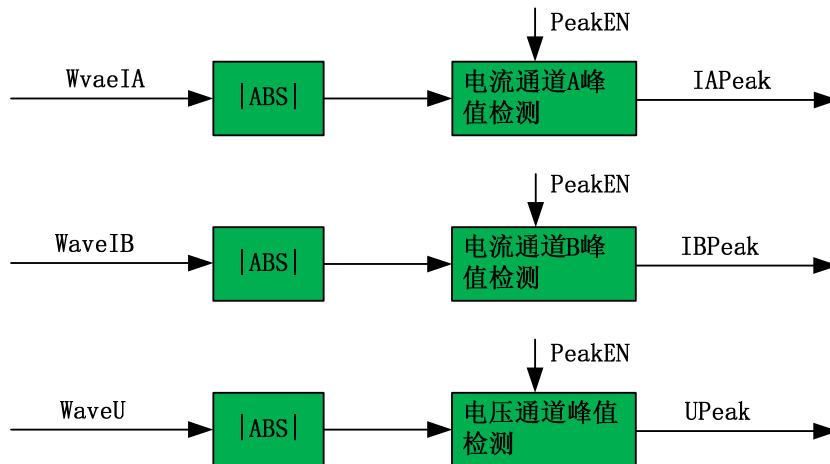 PeakEN
WvaeIA
|ABS|
电流通道A峰
值检测
IAPeak
PeakEN
WaveIB
|ABS|
电流通道B峰
值检测
IBPeak
PeakEN
WaveU
|ABS|
电压通道峰值
检测
UPeak